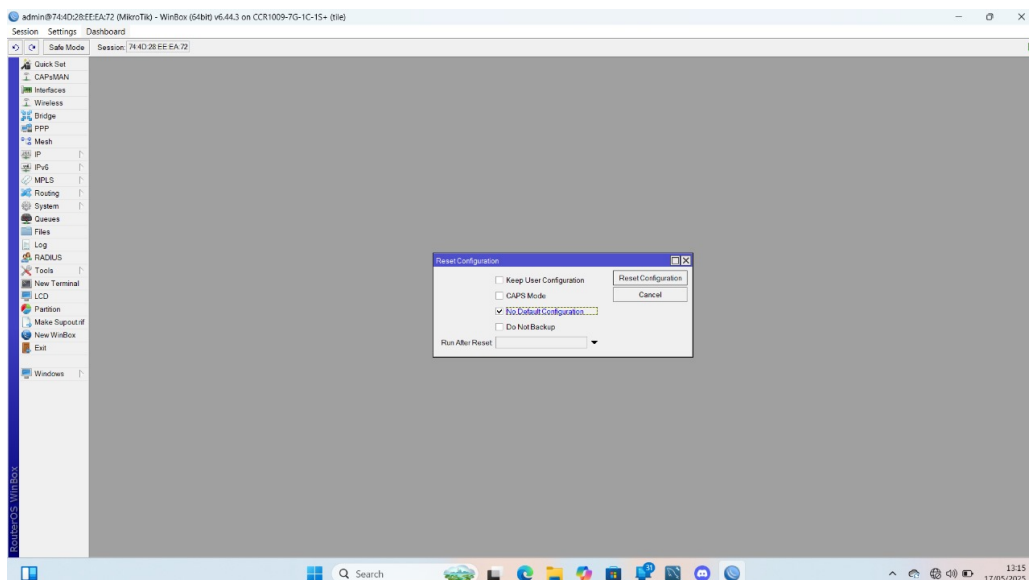 admin@74:4D:28:EE:EA:72 (MikroTik) - WinBox (64bit) v6.44.3 on CCR1009-7G-1C-1S+ (tile)
Session Settings Dashboard
Safe Mode Session: 74:4D:28:EE:EA:72
Quick Set
CAPsMAN
Interfaces
Wireless
Bridge
PPP
Mesh
IP
IPv6
MPLS
Routing
System
Queues
Files
Log
RADIUS
Tools
New Terminal
LCD
Partition
Make Supout.rif
New WinBox
Exit
Windows
RouterOS WinBox
Reset Configuration
Keep User Configuration Reset Configuration
CAPS Mode Cancel
No Default Configuration
Do Not Backup
Run After Reset:
Search
31
13:15
17/05/2025